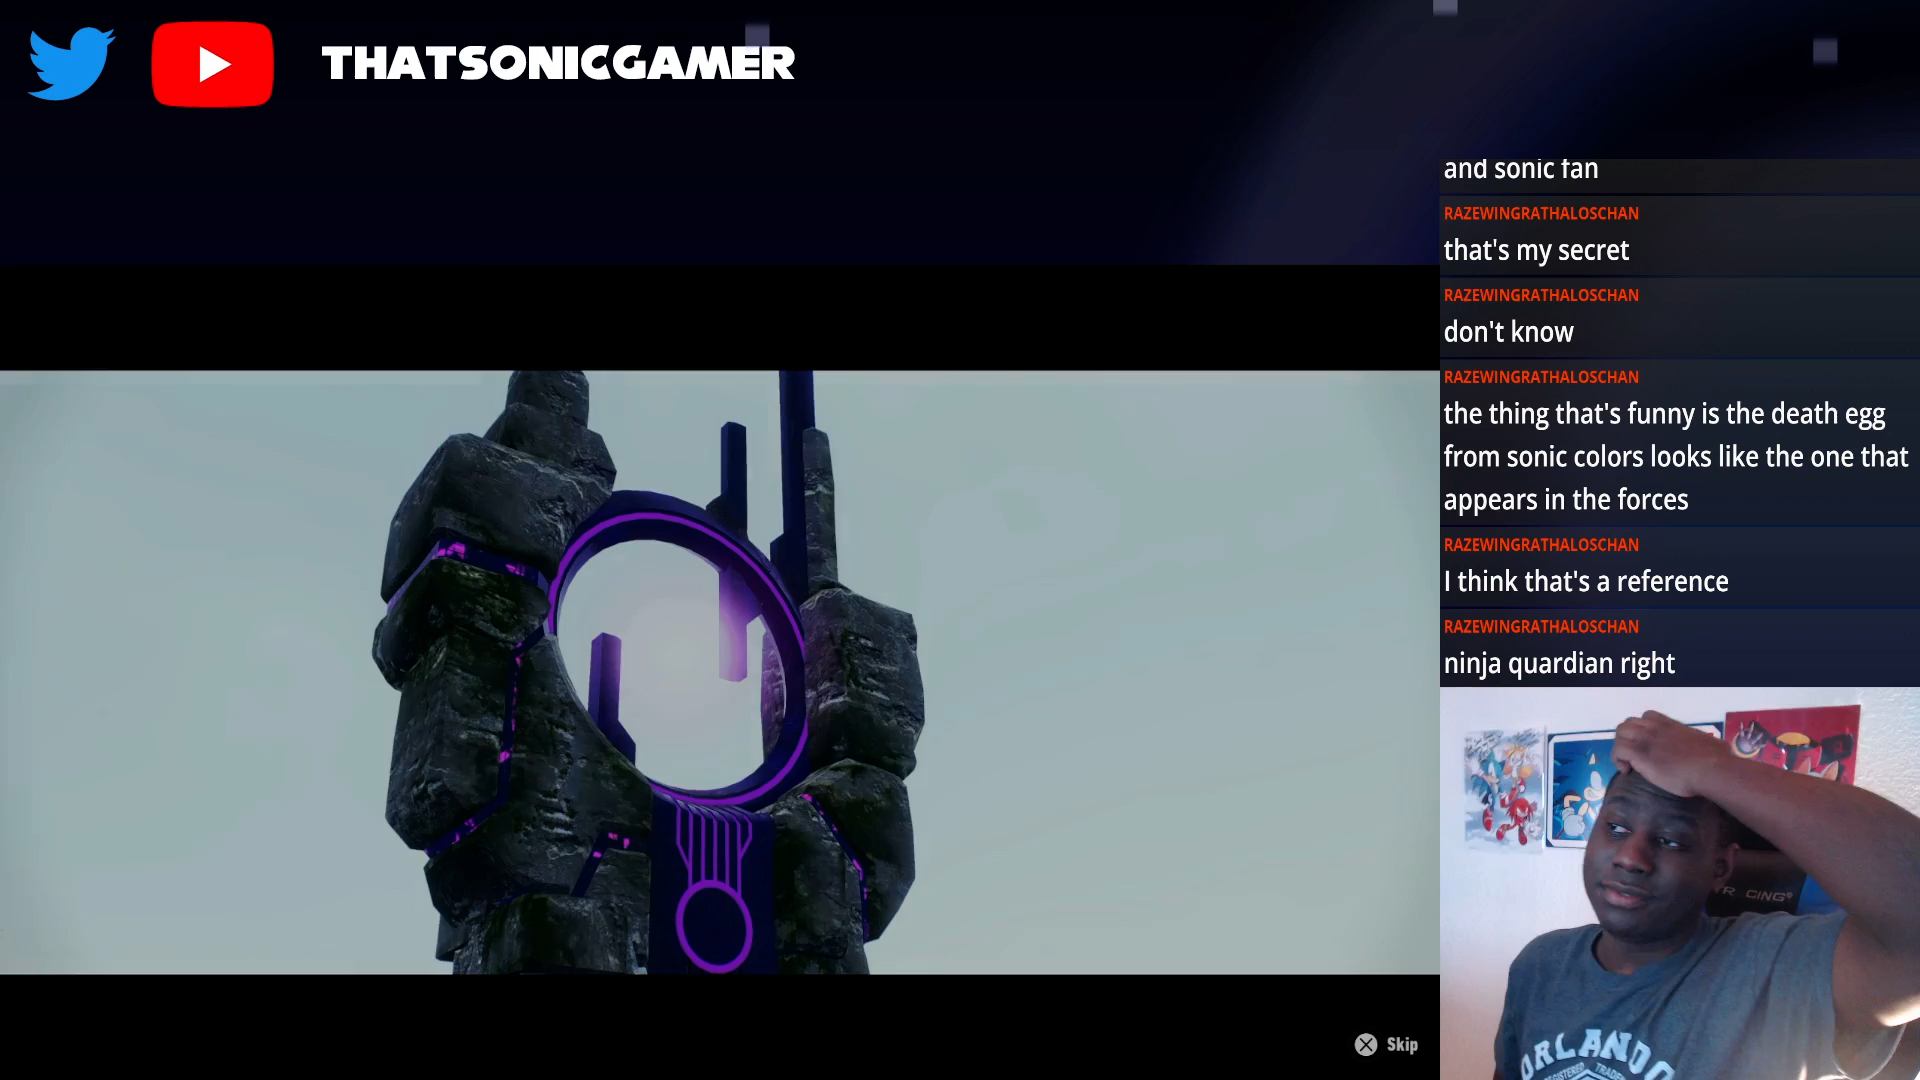 THATSONICGAMER
and sonic fan
RAZEWINGRATHALOSCHAN
that's my secret
RAZEWINGRATHALOSCHAN
don't know
RAZEWINGRATHALOSCHAN
the thing that's funny is the death egg
from sonic colors looks like the one that
appears in the forces
RAZEWINGRATHALOSCHAN
I think that's a reference
RAZEWINGRATHALOSCHAN
ninja quardian right
CING
ORLANDO
Skip